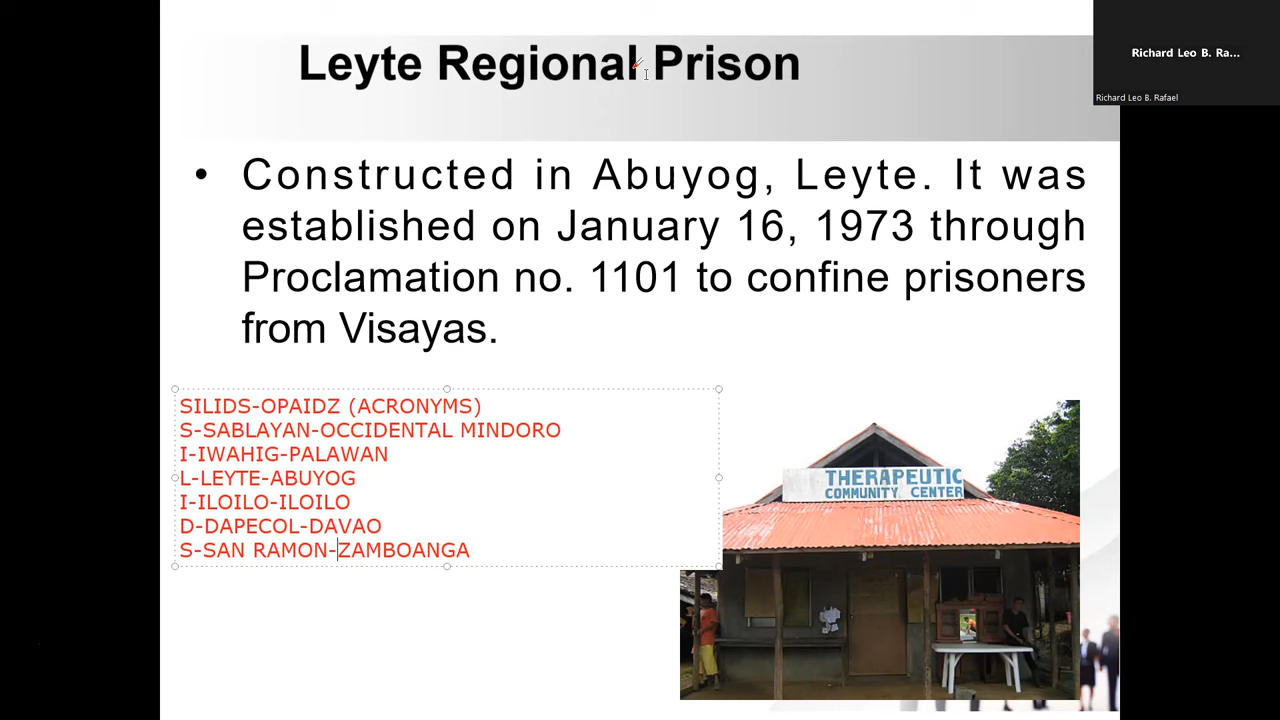 Leyte Regional Prison
Richard Leo B. Ra...
Richard Leo B. Rafael
• Constructed in Abuyog, Leyte. It was
established on January 16, 1973 through
Proclamation no. 1101 to confine prisoners
from Visayas.
SILIDS-OPAIDZ (ACRONYMS)
S-SABLAYAN-OCCIDENTAL MINDORO
I-IWAHIG-PALAWAN
L-LEYTE-ABUYOG
I-ILOILO-ILOILO
D-DAPECOL-DAVAO
S-SAN RAMON-ZAMBOANGA
THERAPEUTIC
COMMUNITY CENTER